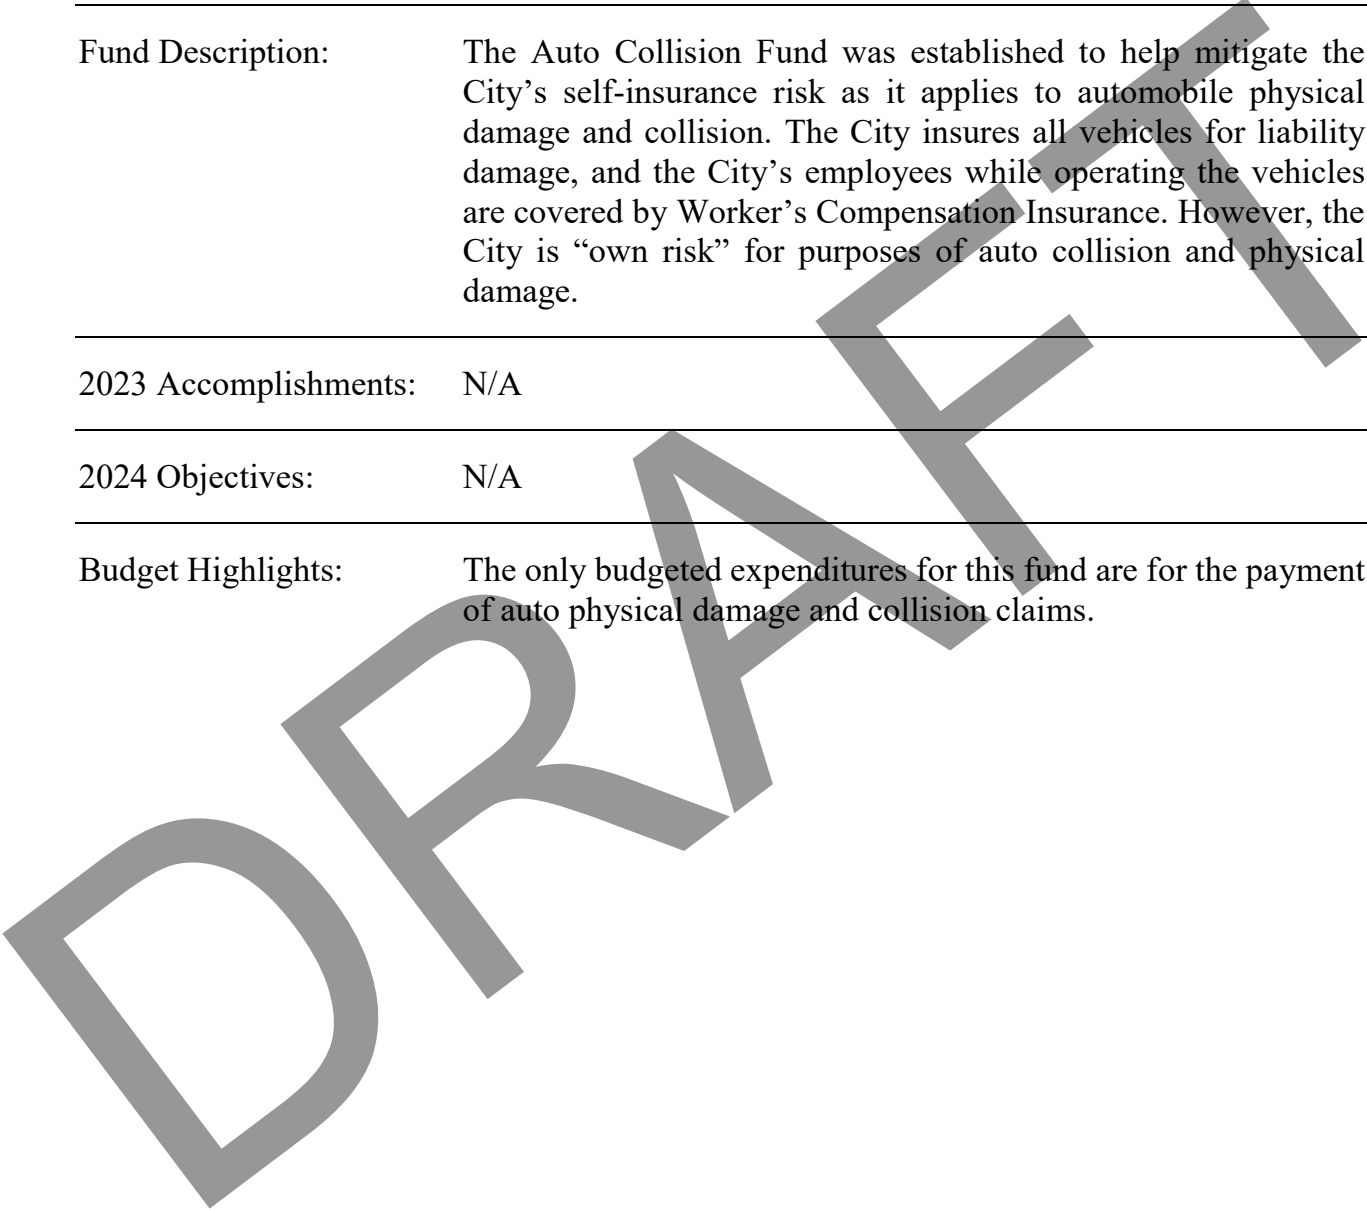 Fund Description: The Auto Collision Fund was established to help mitigate the
City’s self-insurance risk as it applies to automobile physical
damage and collision. The City insures all vehicles for liability
damage, and the City’s employees while operating the vehicles
are covered by Worker’s Compensation Insurance. However, the
City is “own risk” for purposes of auto collision and physical
damage.
2023 Accomplishments: N/A
2024 Objectives: N/A
Budget Highlights: The only budgeted expenditures for this fund are for the payment
of auto physical damage and collision claims.
DRAFT